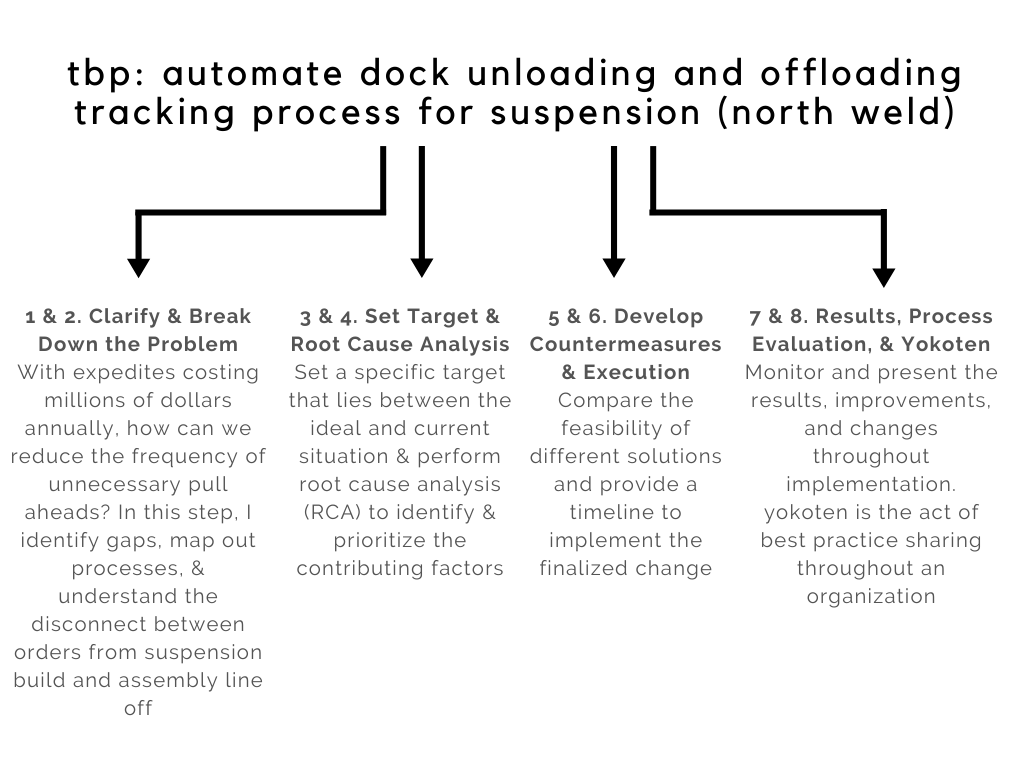 tbp: automate dock unloading and offloading
tracking process for suspension (north weld)
1 & 2. Clarify & Break
Down the Problem
With expedites costing
millions of dollars
annually, how can we
reduce the frequency of
unnecessary pull
aheads? In this step, I
identify gaps, map out
processes, &
understand the
disconnect between
orders from suspension
build and assembly line
off
3 & 4. Set Target &
Root Cause Analysis
Set a specific target
that lies between the
ideal and current
situation & perform
root cause analysis
(RCA) to identify &
prioritize the
contributing factors
5 & 6. Develop
Countermeasures
& Execution
Compare the
feasibility of
different solutions
and provide a
timeline to
implement the
finalized change
7 & 8. Results, Process
Evaluation, & Yokoten
Monitor and present the
results, improvements,
and changes
throughout
implementation.
yokoten is the act of
best practice sharing
throughout an
organization